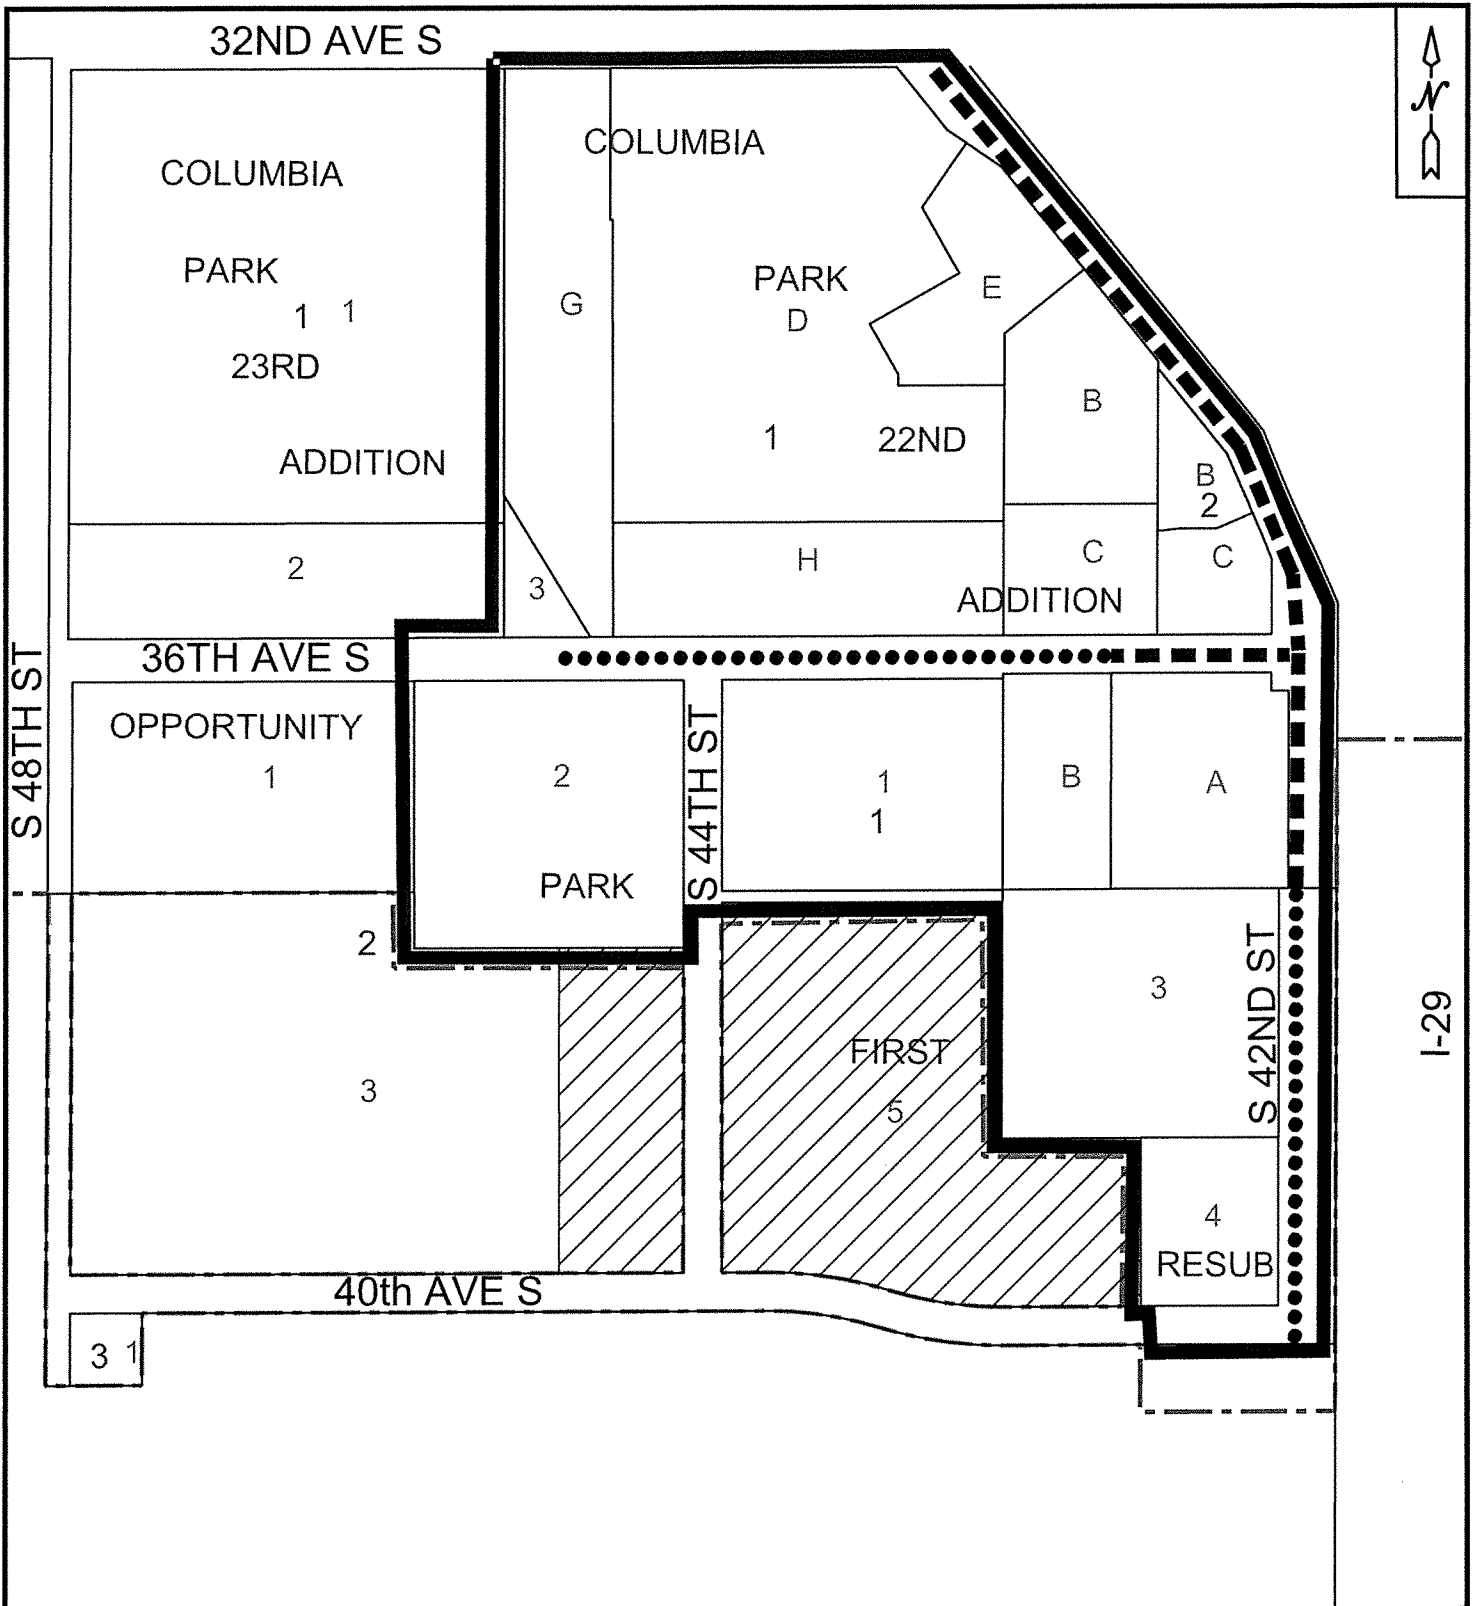 32ND AVE S
N
COLUMBIA
COLUMBIA
PARK
PARK
G
E
D
1 1
23RD
B
1
22ND
ADDITION
B
2
2
H
C
C
3
ADDITION
36TH AVE S
S 48TH ST
OPPORTUNITY
1
2
S 44TH ST
1
1
B
A
PARK
2
3
S 42ND ST
I-29
FIRST
3
5
4
RESUB
40th AVE S
3 1